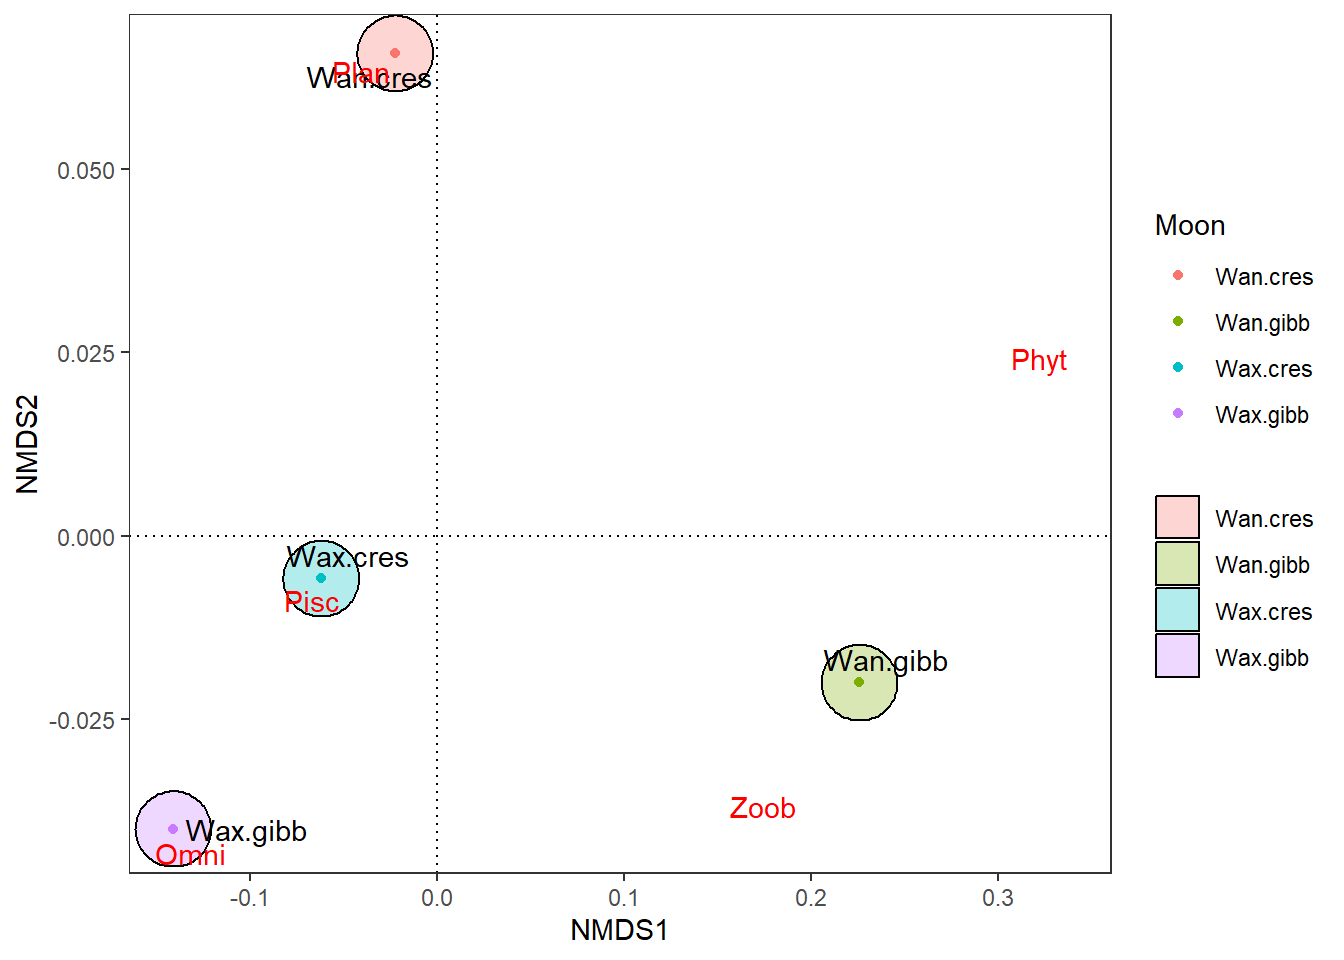 Plan
Wan.cres
0.050
0.025
0.000
-0.025
NMDS2
Phyt
Wax.cres
Pisc
Wan.gibb
Zoob
Wax.gibb
Omni
-0.1
0.0
0.1
0.2
0.3
NMDS1
Moon
Wan.cres
Wan.gibb
Wax.cres
Wax.gibb
Wan.cres
Wan.gibb
Wax.cres
Wax.gibb